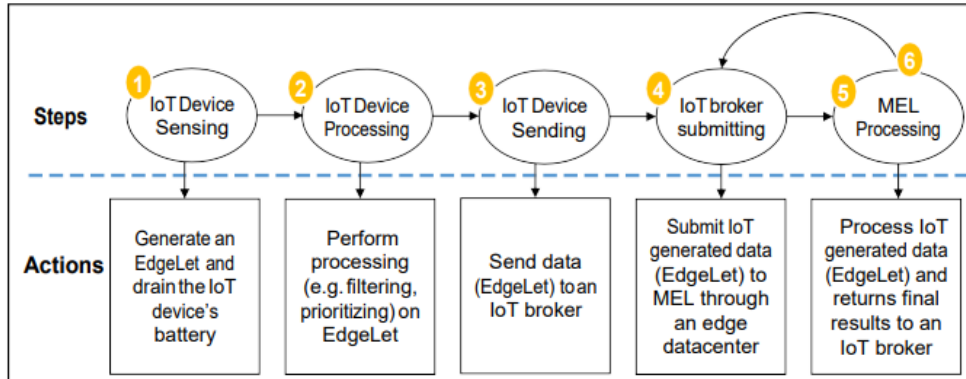 1
IoT Device
Sensing
2
IoT Device
Processing
3
IoT Device
Sending
4
IoT broker
submitting
5
6
MEL
Processing
Steps
Actions
Generate an
EdgeLet and
drain the IoT
device's
battery
Perform
processing
(e.g. filtering,
prioritizing) on
EdgeLet
Send data
(EdgeLet) to an
IoT broker
Submit IoT
generated data
(EdgeLet) to
MEL through
an edge
datacenter
Process IoT
generated data
(EdgeLet) and
returns final
results to an
IoT broker